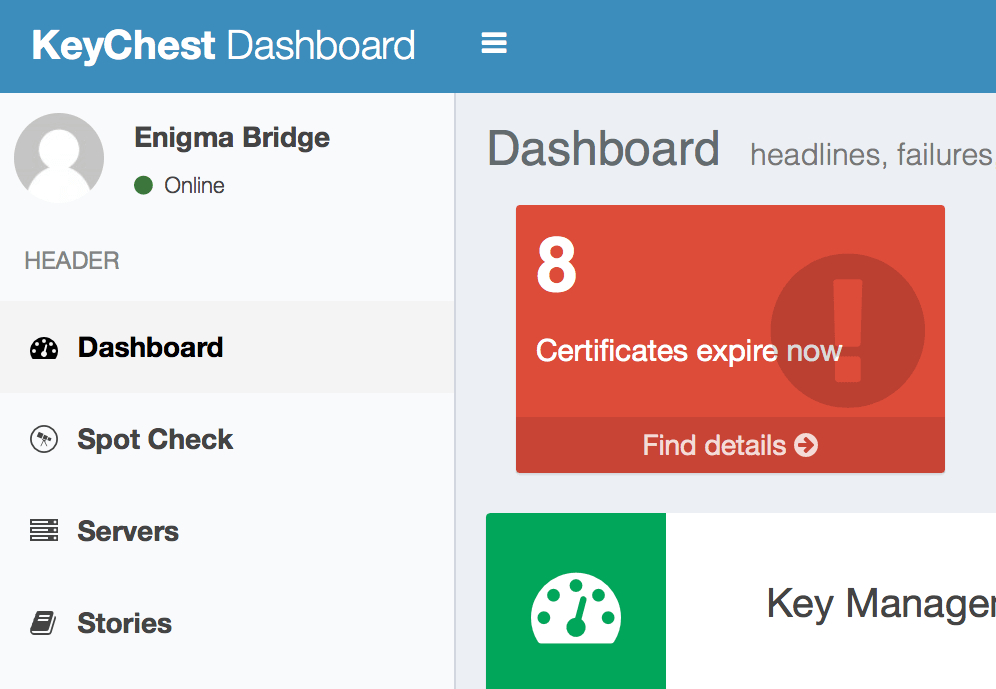 KeyChest Dashboard
Enigma Bridge
Online
HEADER
Dashboard
Spot Check
Servers
Stories
Dashboard headlines, failures
8
Certificates expire now
Find details
Key Manager